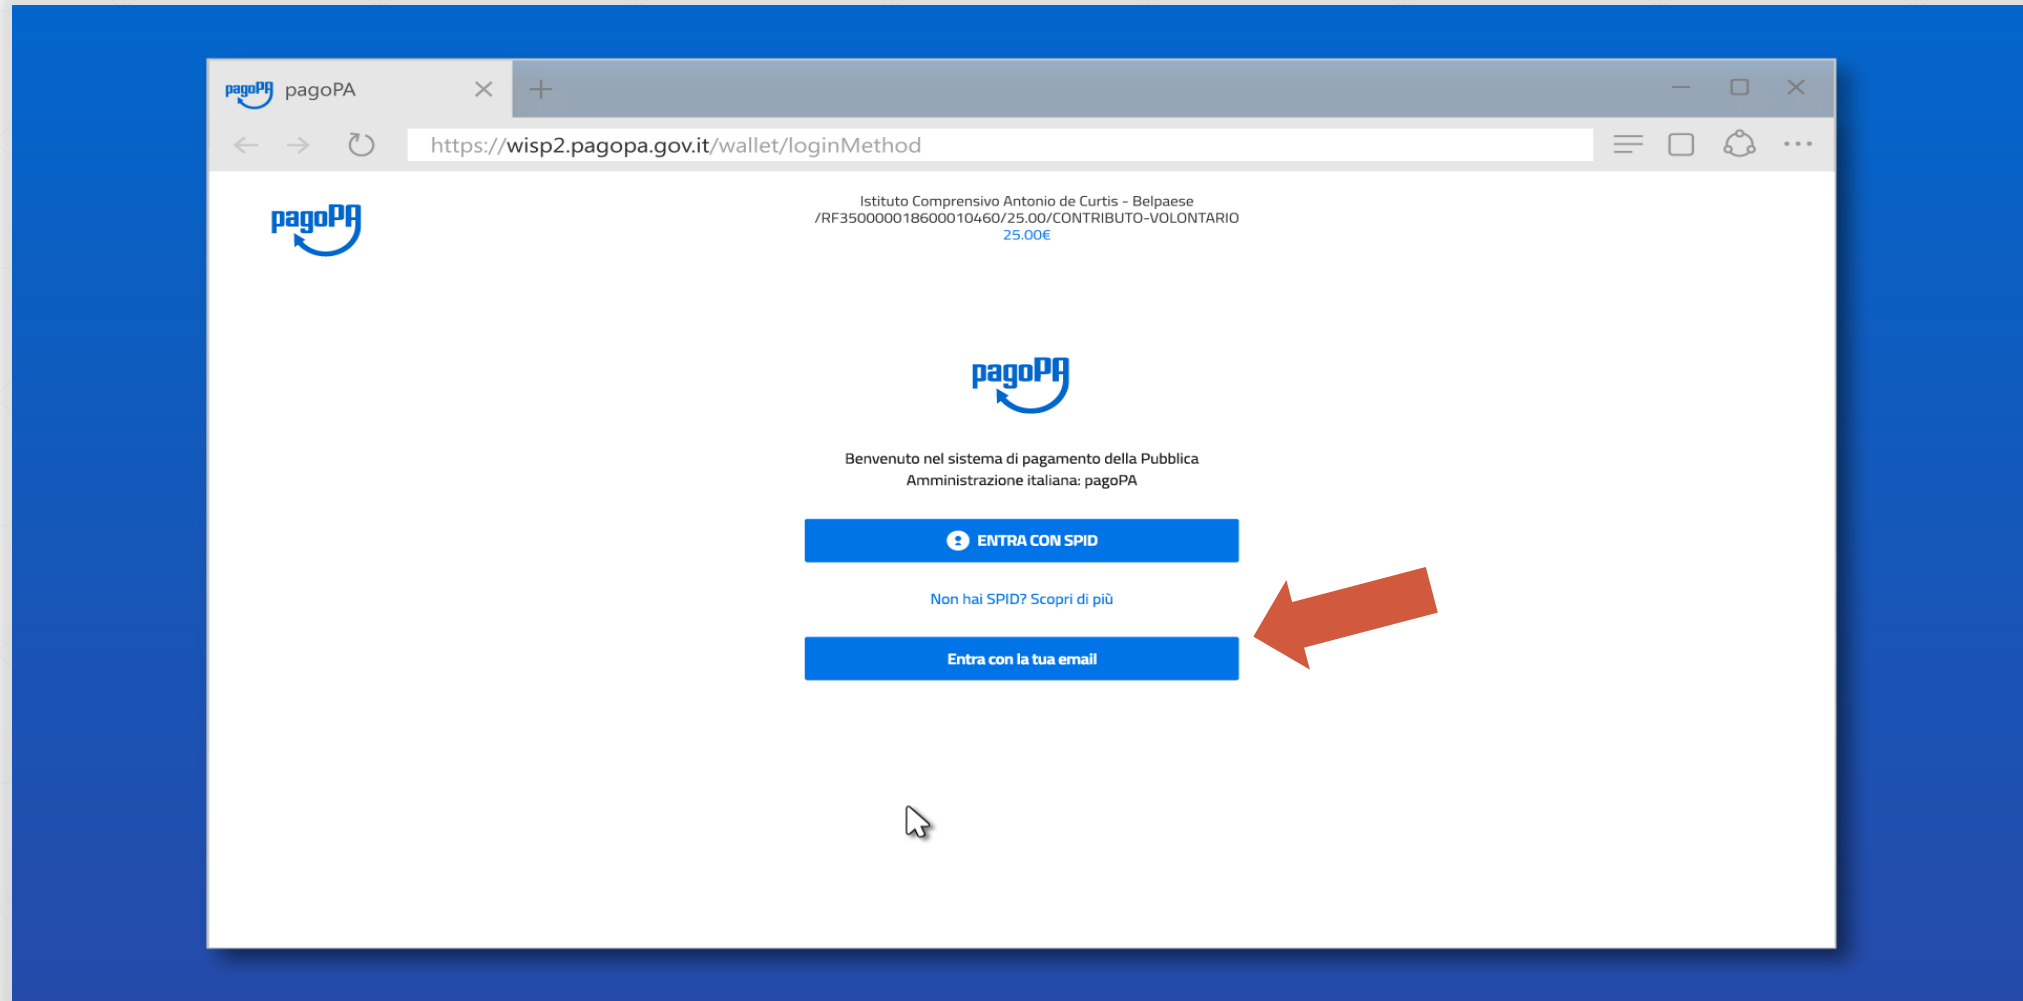 pagoPA pagoPA
https://wisp2.pagopa.gov.it/wallet/loginMethod
pagoPA
Istituto Comprensivo Antonio de Curtis - Belpaese
/RF35000001860001​0460/25.00/CONTRIBUTO-VOLONTARIO
25.00€
pagoPA
Benvenuto nel sistema di pagamento della Pubblica
Amministrazione italiana: pagoPA
ENTRA CON SPID
Non hai SPID? Scopri di più
Entra con la tua email